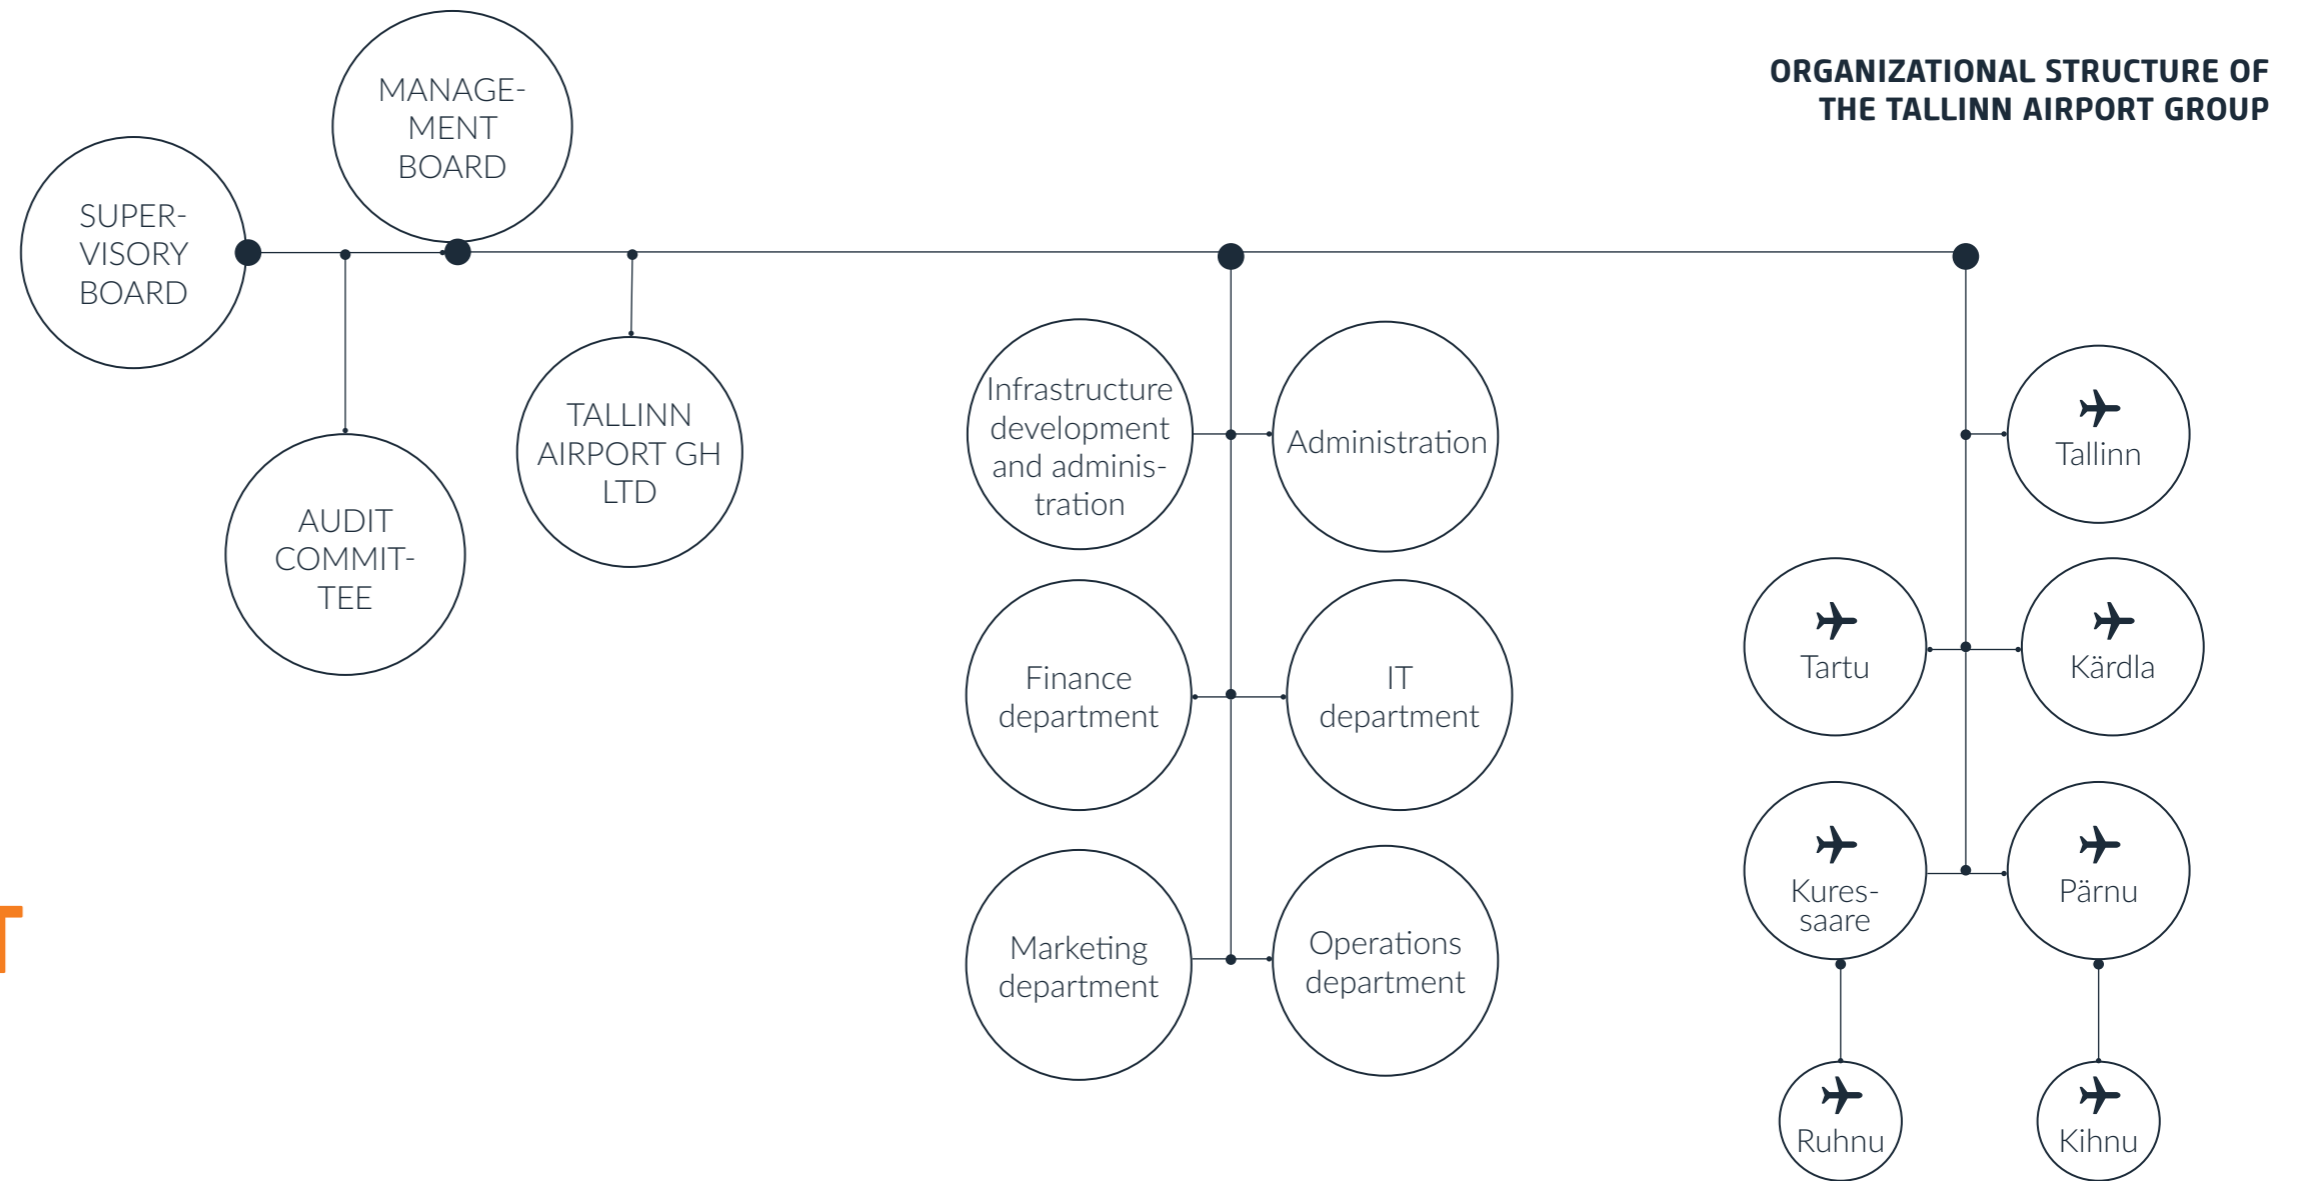 ORGANIZATIONAL STRUCTURE OF
THE TALLINN AIRPORT GROUP
MANAGE-
MENT
BOARD
SUPER-
VISORY
BOARD
AUDIT
COMMIT-
TEE
TALLINN
AIRPORT GH
LTD
Infrastructure
development
and adminis-
tration
Administration
Finance
department
IT
department
Marketing
department
Operations
department
Tallinn
Tartu
Kärdla
Kures-
saare
Pärnu
Ruhnu
Kihnu
T